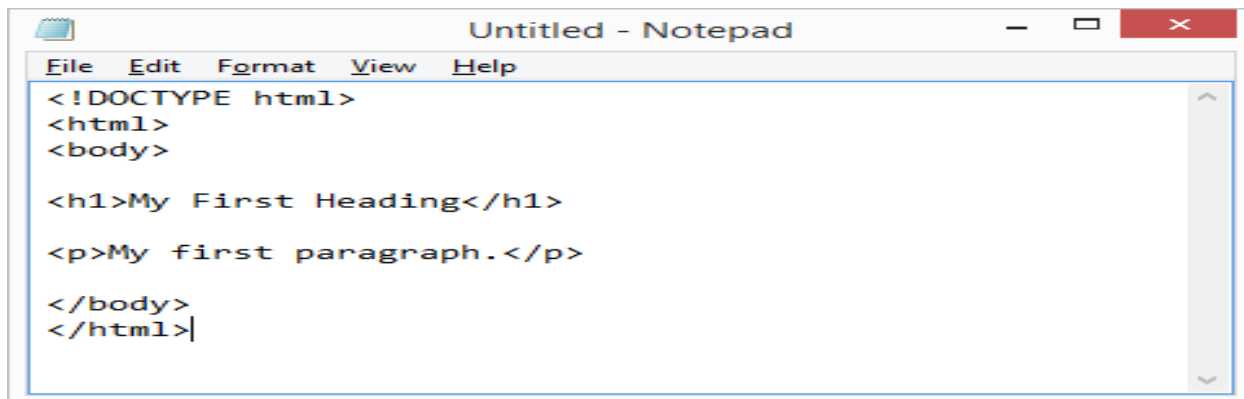 Untitled - Notepad
File Edit Format View Help
<!DOCTYPE html>
<html>
<body>
<h1>My First Heading</h1>
<p>My first paragraph.</p>
</body>
</html>